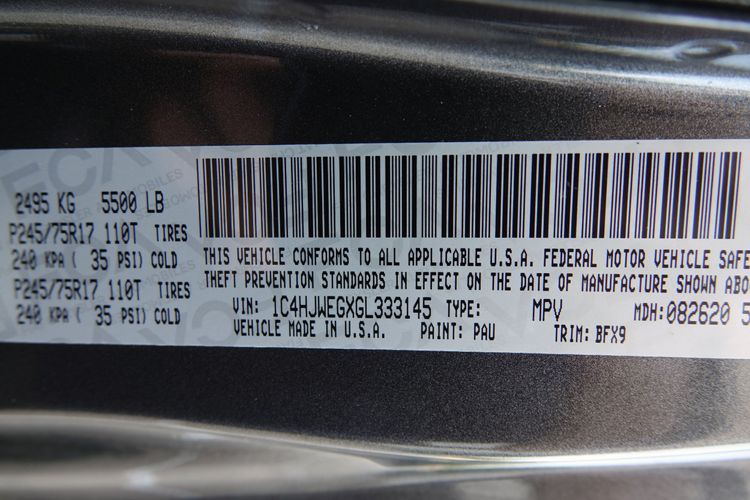 2495 KG 5500 LB
P245/75R17 110T TIRES
240 KPA ( 35 PSI) COLD
P245/75R17 110T TIRES
240 KPA ( 35 PSI) COLD
THIS VEHICLE CONFORMS TO ALL APPLICABLE U.S.A. FEDERAL MOTOR VEHICLE SAFE
THEFT PREVENTION STANDARDS IN EFFECT ON THE DATE OF MANUFACTURE SHOWN ABO
VIN: 1C4HJWEGXGL333145 TYPE: MPV MDH:082620 5
VEHICLE MADE IN U.S.A. PAINT: PAU TRIM: BFX9